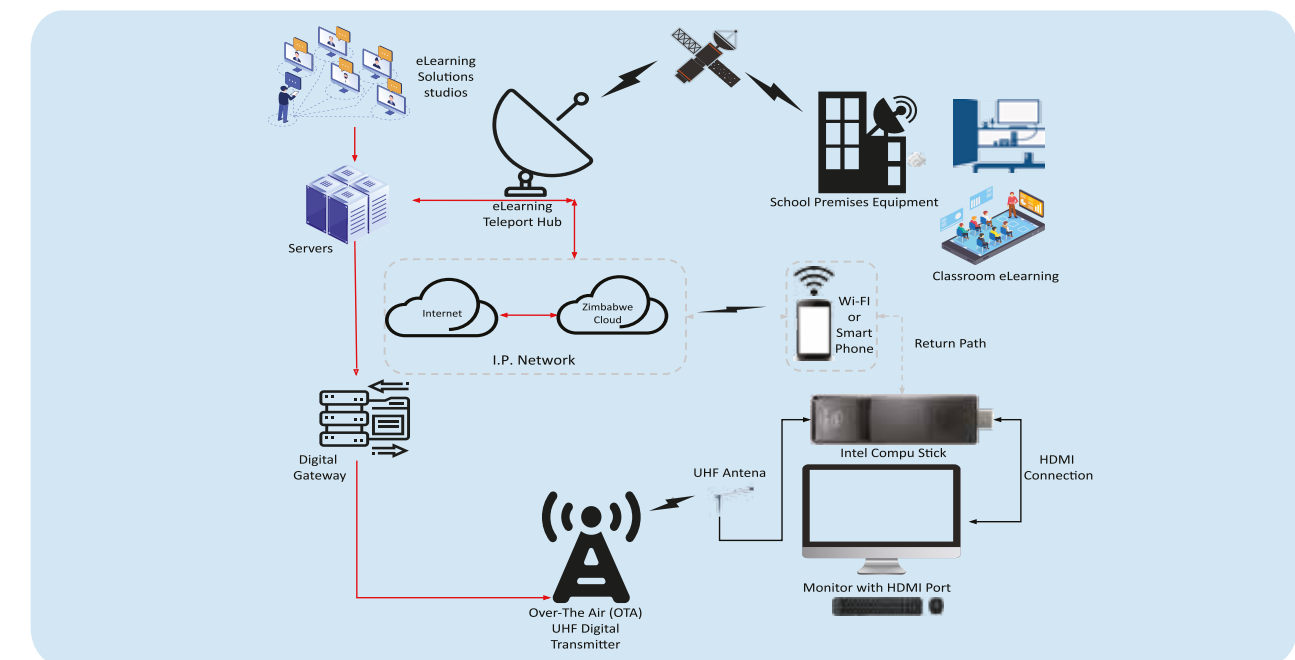 eLearning
Solutions
studios
eLearning
Teleport Hub
School Premises Equipment
Servers
Classroom eLearning
Internet
Zimbabwe
Cloud
I.P. Network
Wi-FI
or
Smart
Phone
Return Path
Digital
Gateway
UHF Antena
Intel Compu Stick
HDMI
Connection
Monitor with HDMI Port
Over-The Air (OTA)
UHF Digital
Transmitter